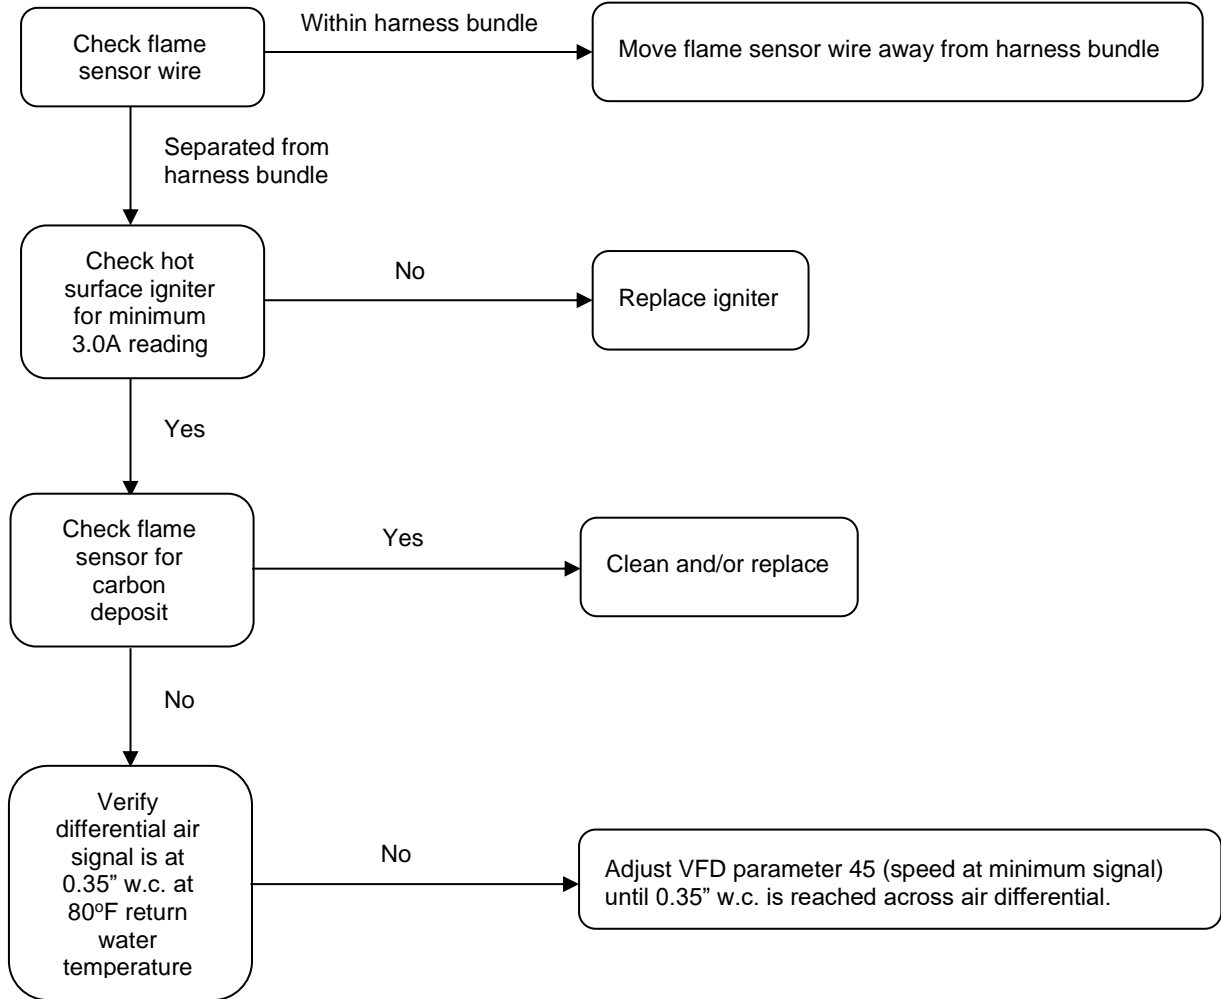 Check flame
sensor wire
Within harness bundle
Move flame sensor wire away from harness bundle
Separated from
harness bundle
Check hot
surface igniter
for minimum
3.0A reading
No
Replace igniter
Yes
Check flame
sensor for
carbon
deposit
Yes
Clean and/or replace
No
Verify
differential air
signal is at
0.35” w.c. at
80ºF return
water
temperature
No
Adjust VFD parameter 45 (speed at minimum signal)
until 0.35” w.c. is reached across air differential.